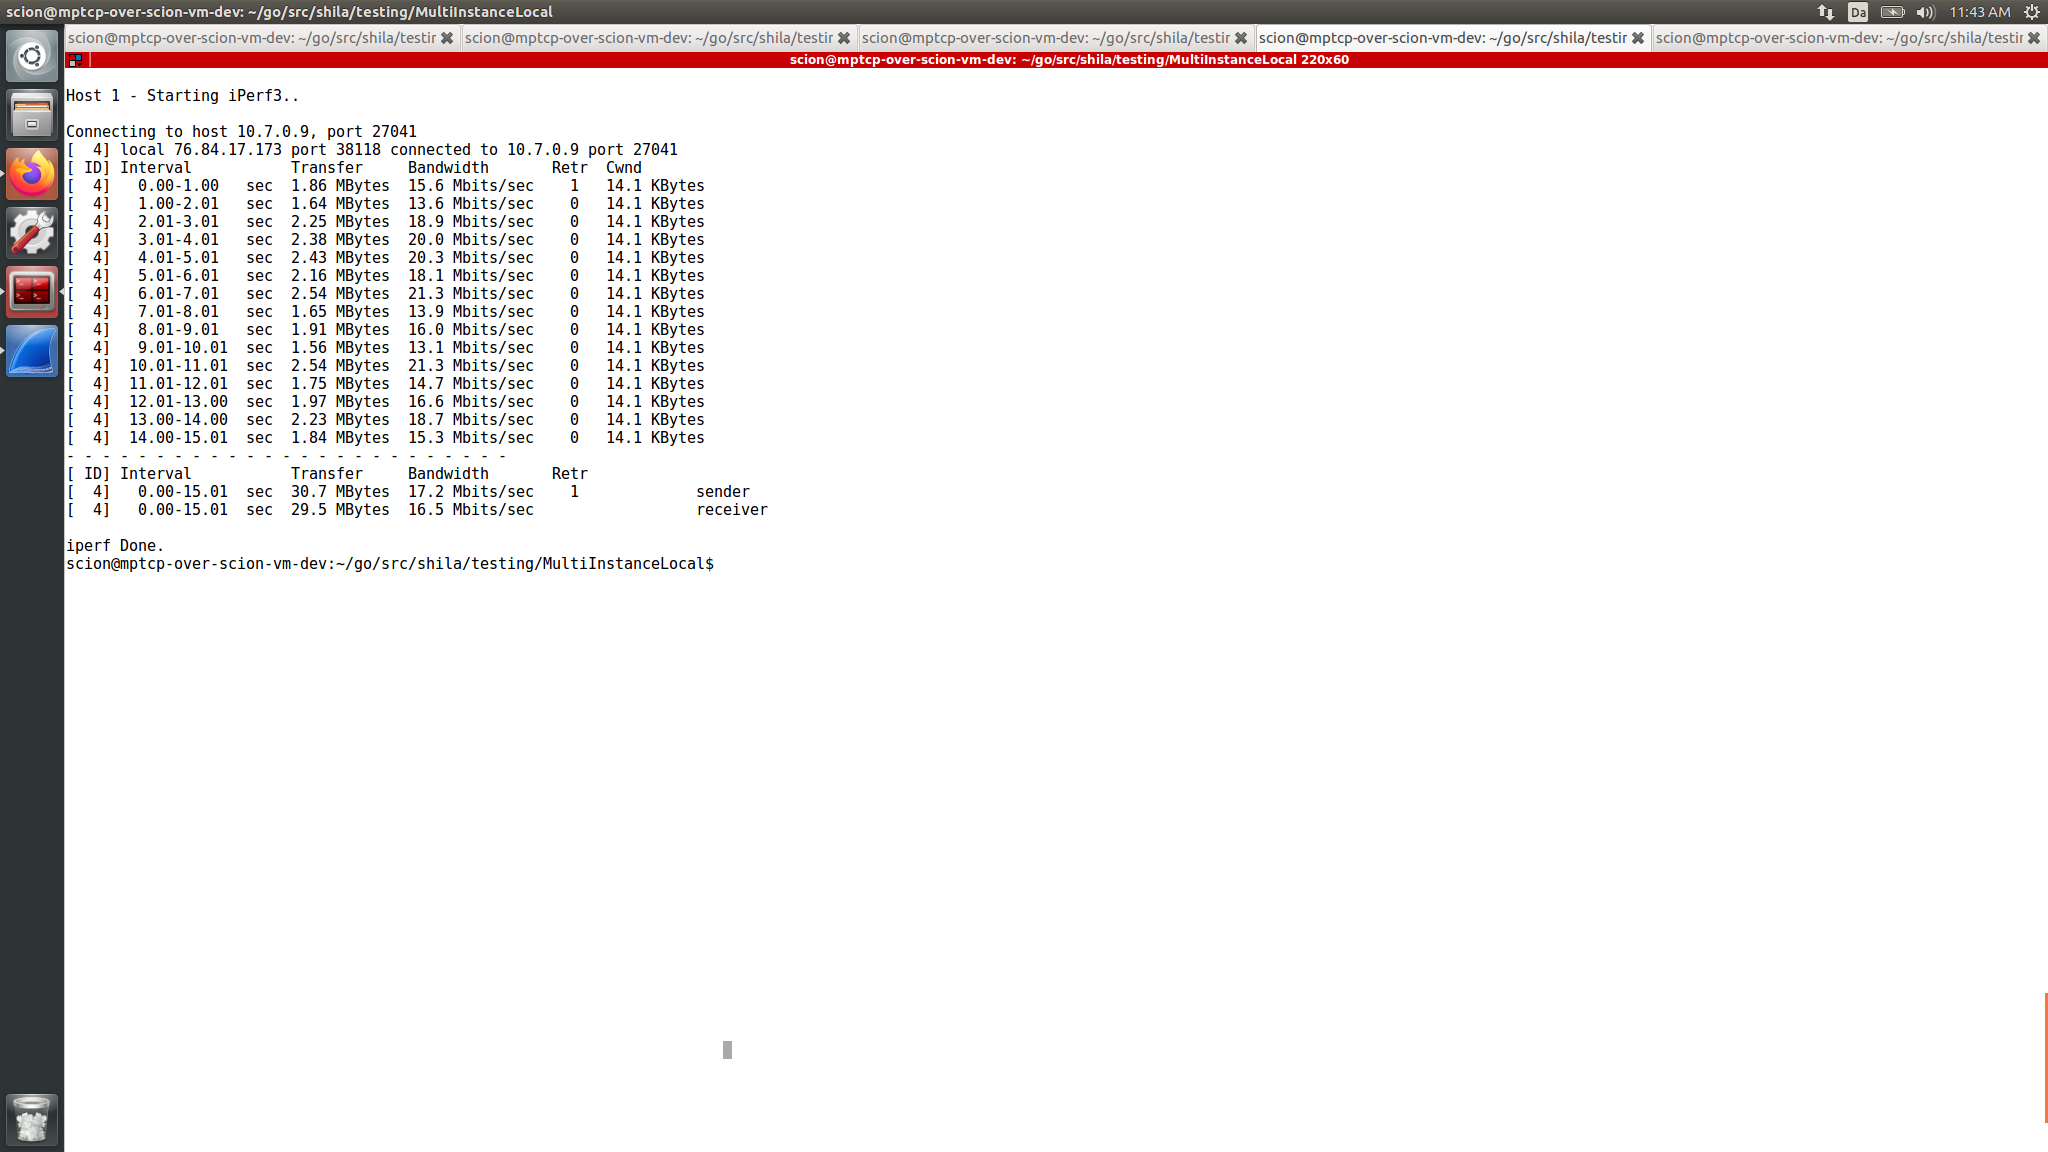 scion@mptcp-over-scion-vm-dev: ~/go/src/shila/testing/MultiInstanceLocal
Da
11:43 AM
scion@mptcp-over-scion-vm-dev: ~/go/src/shila/testir
scion@mptcp-over-scion-vm-dev: ~/go/src/shila/testir
scion@mptcp-over-scion-vm-dev: ~/go/src/shila/testir
scion@mptcp-over-scion-vm-dev: ~/go/src/shila/testir
scion@mptcp-over-scion-vm-dev: ~/go/src/shila/testir
scion@mptcp-over-scion-vm-dev: ~/go/src/shila/testing/MultiInstanceLocal 220x60
Host 1 - Starting iPerf3..
Connecting to host 10.7.0.9, port 27041
[  4] local 76.84.17.173 port 38118 connected to 10.7.0.9 port 27041
[ ID] Interval           Transfer     Bandwidth       Retr  Cwnd
[  4]   0.00-1.00   sec  1.86 MBytes  15.6 Mbits/sec    1   14.1 KBytes
[  4]   1.00-2.01   sec  1.64 MBytes  13.6 Mbits/sec    0   14.1 KBytes
[  4]   2.01-3.01   sec  2.25 MBytes  18.9 Mbits/sec    0   14.1 KBytes
[  4]   3.01-4.01   sec  2.38 MBytes  20.0 Mbits/sec    0   14.1 KBytes
[  4]   4.01-5.01   sec  2.43 MBytes  20.3 Mbits/sec    0   14.1 KBytes
[  4]   5.01-6.01   sec  2.16 MBytes  18.1 Mbits/sec    0   14.1 KBytes
[  4]   6.01-7.01   sec  2.54 MBytes  21.3 Mbits/sec    0   14.1 KBytes
[  4]   7.01-8.01   sec  1.65 MBytes  13.9 Mbits/sec    0   14.1 KBytes
[  4]   8.01-9.01   sec  1.91 MBytes  16.0 Mbits/sec    0   14.1 KBytes
[  4]   9.01-10.01  sec  1.56 MBytes  13.1 Mbits/sec    0   14.1 KBytes
[  4]  10.01-11.01  sec  2.54 MBytes  21.3 Mbits/sec    0   14.1 KBytes
[  4]  11.01-12.01  sec  1.75 MBytes  14.7 Mbits/sec    0   14.1 KBytes
[  4]  12.01-13.00  sec  1.97 MBytes  16.6 Mbits/sec    0   14.1 KBytes
[  4]  13.00-14.00  sec  2.23 MBytes  18.7 Mbits/sec    0   14.1 KBytes
[  4]  14.00-15.01  sec  1.84 MBytes  15.3 Mbits/sec    0   14.1 KBytes
- - - - - - - - - - - - - - - - - - - - - - - - -
[ ID] Interval           Transfer     Bandwidth       Retr
[  4]   0.00-15.01  sec  30.7 MBytes  17.2 Mbits/sec    1             sender
[  4]   0.00-15.01  sec  29.5 MBytes  16.5 Mbits/sec                  receiver
iperf Done.
scion@mptcp-over-scion-vm-dev:~/go/src/shila/testing/MultiInstanceLocal$